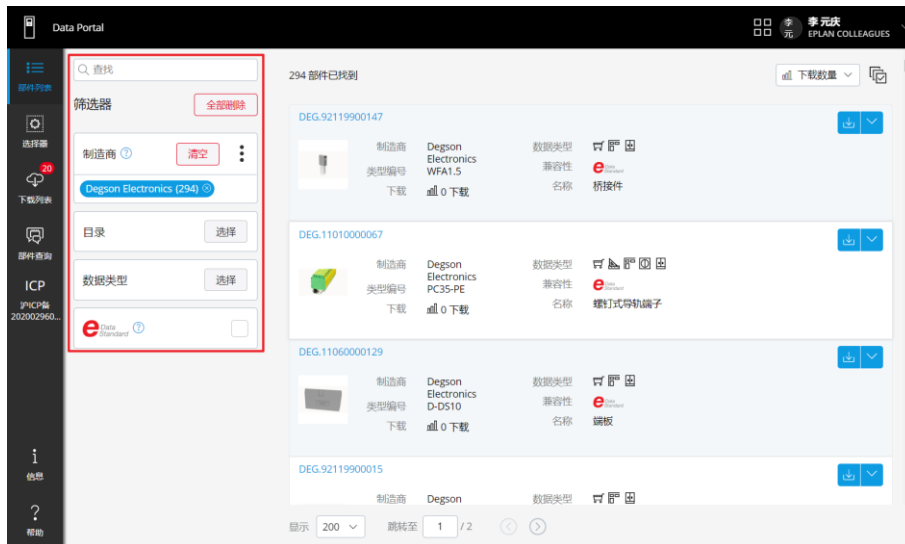 Data Portal
李元
李元庆
EPLAN COLLEAGUES
部件列表
选择器
20
下载列表
部件查询
ICP
沪ICP备
202002960...
信息
帮助
查找
筛选器
全部删除
制造商
清空
Degson Electronics (294)
目录
选择
数据类型
选择
e Data Standard
294 部件已找到
下载数量
DEG.92119900147
制造商 Degson Electronics
类型编号 WFA1.5
下载 0 下载
数据类型
兼容性
名称 桥接件
DEG.11010000067
制造商 Degson Electronics
类型编号 PC35-PE
下载 0 下载
数据类型
兼容性
名称 螺钉式导轨端子
DEG.11060000129
制造商 Degson Electronics
类型编号 D-DS10
下载 0 下载
数据类型
兼容性
名称 端板
DEG.92119900015
制造商 Degson
数据类型
显示 200 跳转至 1 / 2